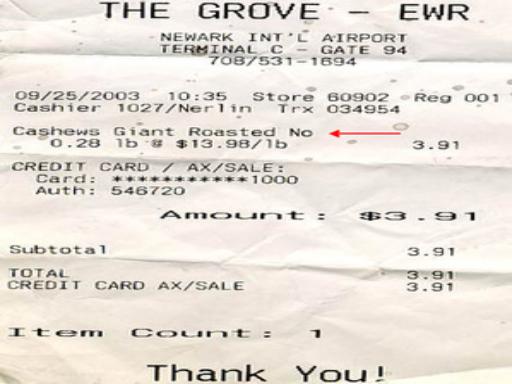 THE GROVE - EWR
NEWARK INT'L AIRPORT
TERMINAL C - GATE 94
708/531-1694
09/25/2003 10:35 Store 60902 Reg 001
Cashier 1027/Nerlin Trx 034954
Cashews Giant Roasted No
0.28 lb @ $13.98/lb 3.91
CREDIT CARD / AX/SALE:
Card: ***********1000
Auth: 546720
Amount: $3.91
Subtotal 3.91
TOTAL 3.91
CREDIT CARD AX/SALE 3.91
Item Count: 1
Thank You!